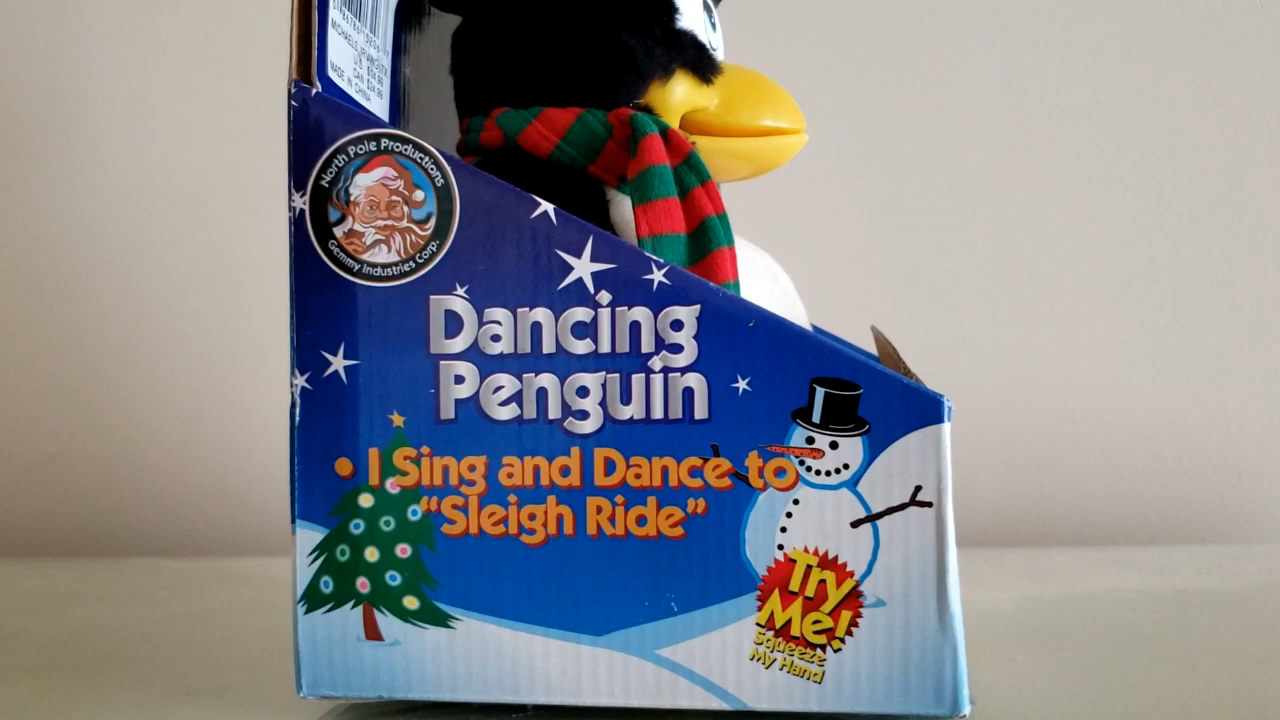 MADE IN CHINA
North Pole Productions
Gemmy Industries Corp.
Dancing
Penguin
• I Sing and Dance to
“Sleigh Ride”
Try
Me!
Squeeze
My Hand